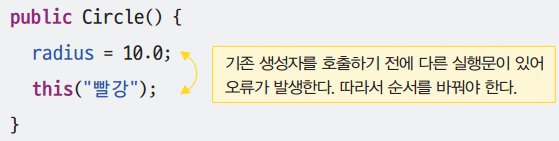 public Circle() {
radius = 10.0;
this("빨강");
}
기존 생성자를 호출하기 전에 다른 실행문이 있어
오류가 발생한다. 따라서 순서를 바꿔야 한다.